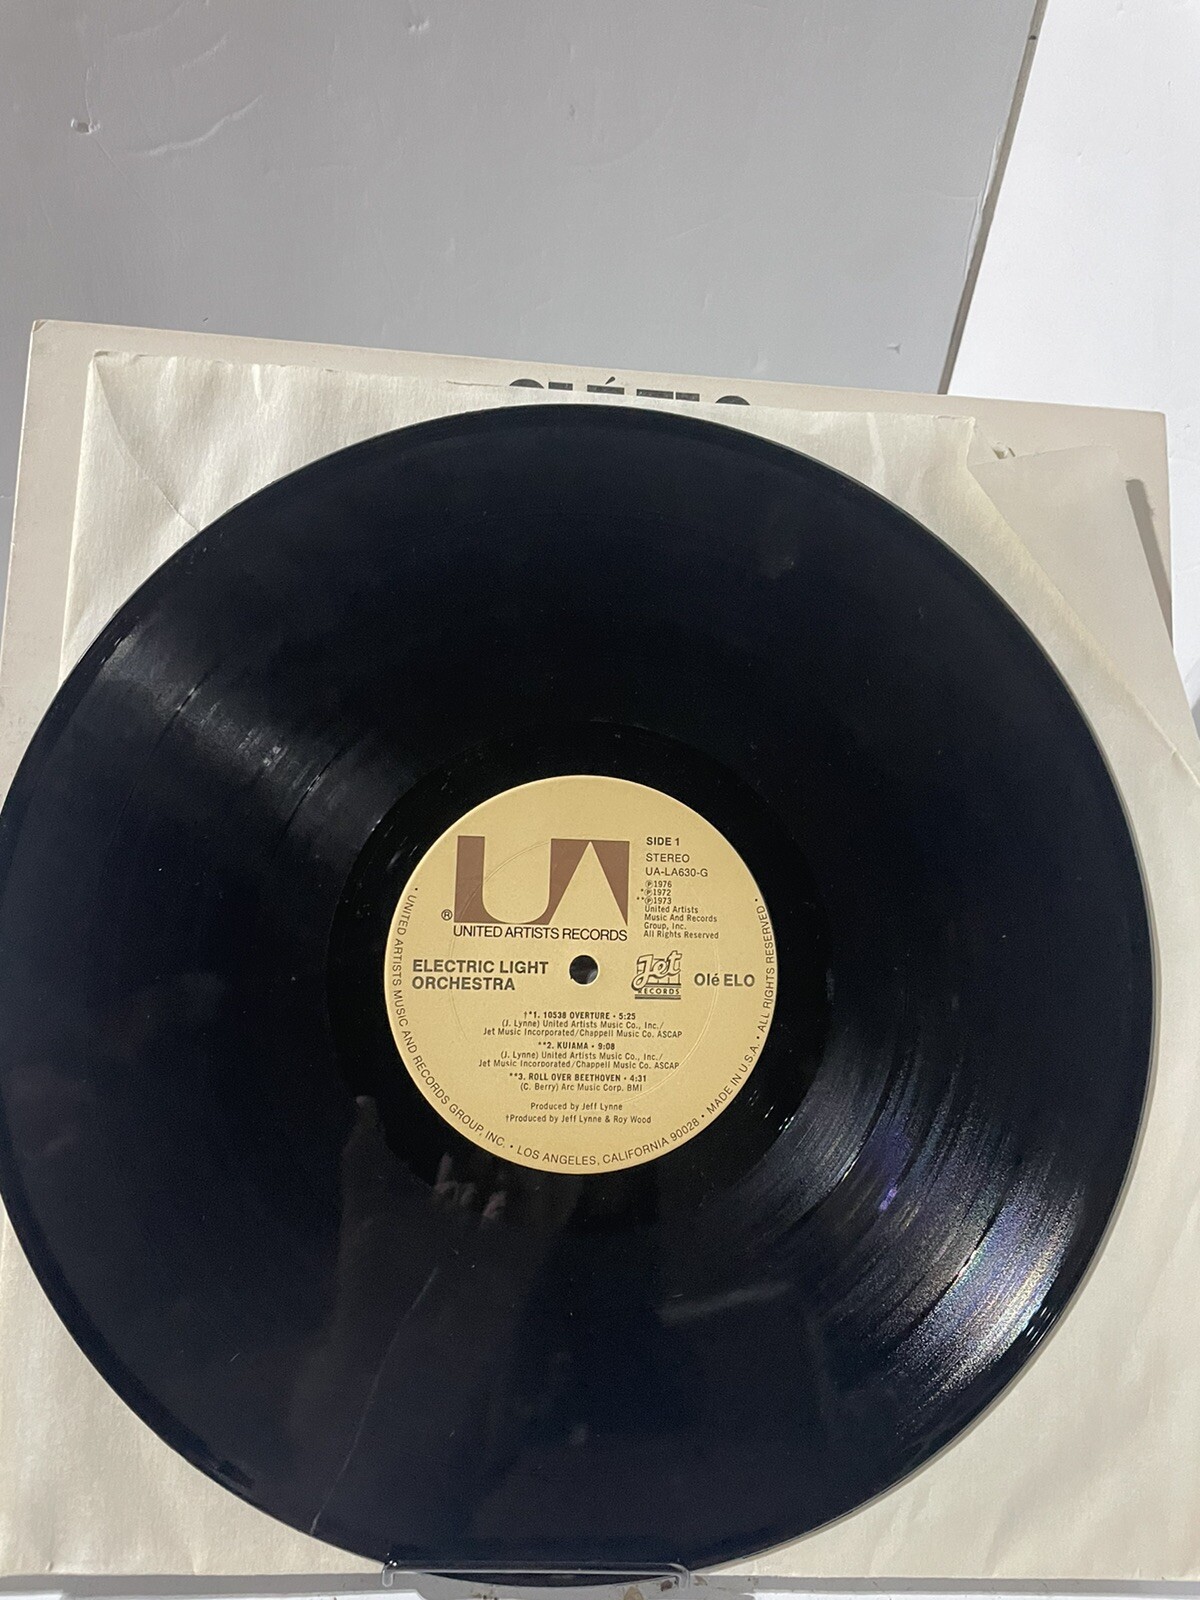 OLÉ ELO
UA
®
UNITED ARTISTS RECORDS
SIDE 1
STEREO
UA-LA630-G
℗1976
*℗1972
**℗1973
United Artists
Music And Records
Group, Inc.
All Rights Reserved
ELECTRIC LIGHT
ORCHESTRA
Jet
RECORDS
Olé ELO
†*1. 10538 OVERTURE • 5:25
(J. Lynne) United Artists Music Co., Inc./
Jet Music Incorporated/Chappell Music Co. ASCAP
**2. KUIAMA • 9:08
(J. Lynne) United Artists Music Co., Inc./
Jet Music Incorporated/Chappell Music Co. ASCAP
**3. ROLL OVER BEETHOVEN • 4:31
(C. Berry) Arc Music Corp. BMI
Produced by Jeff Lynne
†Produced by Jeff Lynne & Roy Wood
• UNITED ARTISTS MUSIC AND RECORDS GROUP, INC. • LOS ANGELES, CALIFORNIA 90028 • MADE IN U.S.A. • ALL RIGHTS RESERVED •